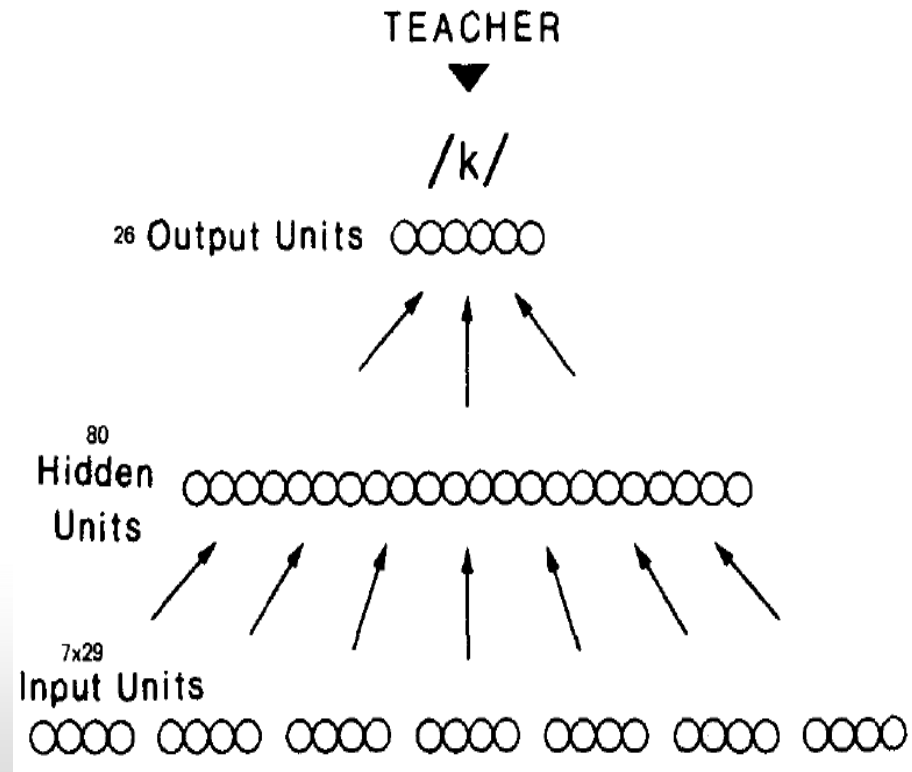 TEACHER
/k/
26 Output Units
80
Hidden
Units
7x29
Input Units